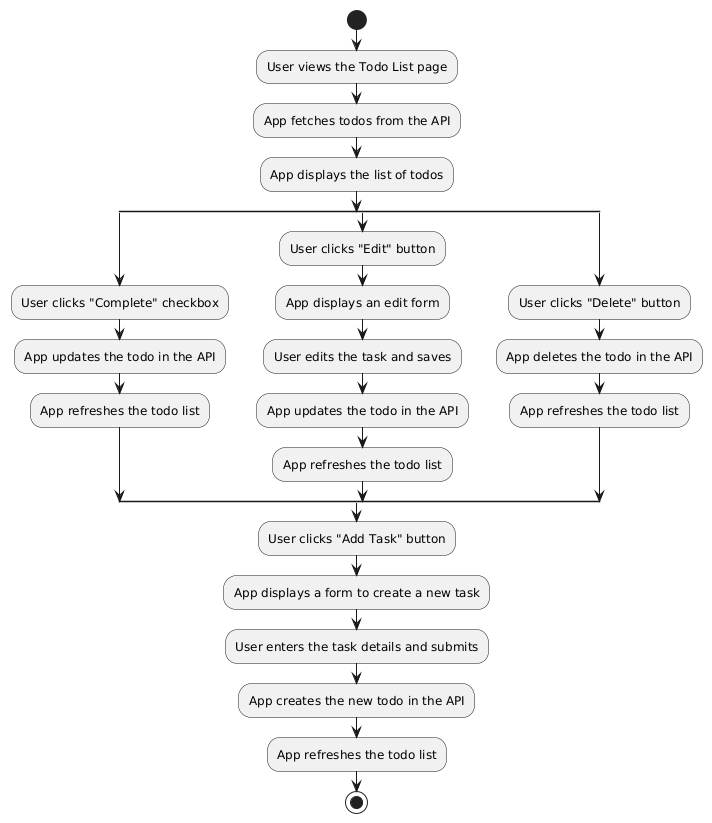 User views the Todo List page
App fetches todos from the API
App displays the list of todos
User clicks "Complete" checkbox
App updates the todo in the API
App refreshes the todo list
User clicks "Edit" button
App displays an edit form
User edits the task and saves
App updates the todo in the API
App refreshes the todo list
User clicks "Delete" button
App deletes the todo in the API
App refreshes the todo list
User clicks "Add Task" button
App displays a form to create a new task
User enters the task details and submits
App creates the new todo in the API
App refreshes the todo list